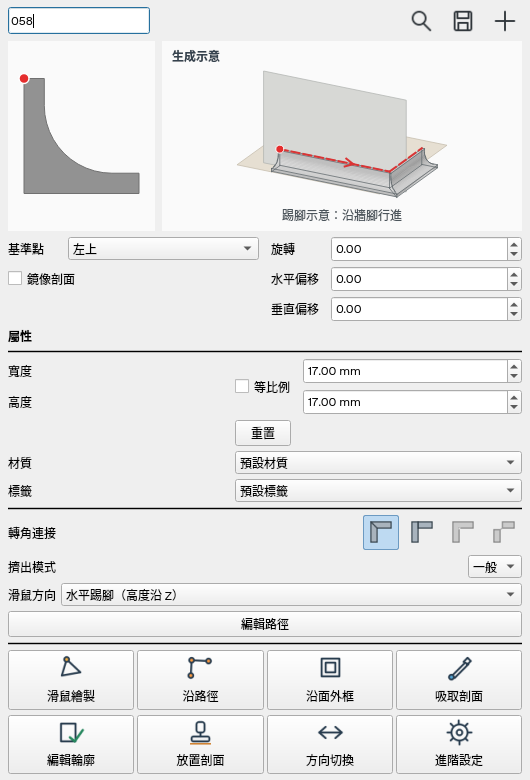 058
生成示意
踢腳示意：沿牆腳行進
基準點 左上 旋轉 0.00
鏡像剖面 水平偏移 0.00
垂直偏移 0.00
屬性
寬度 17.00 mm
等比例
高度 17.00 mm
重置
材質 預設材質
標籤 預設標籤
轉角連接
擠出模式 一般
滑鼠方向 水平踢腳（高度沿 Z）
編輯路徑
滑鼠繪製 沿路徑 沿面外框 吸取剖面
編輯輪廓 放置剖面 方向切換 進階設定